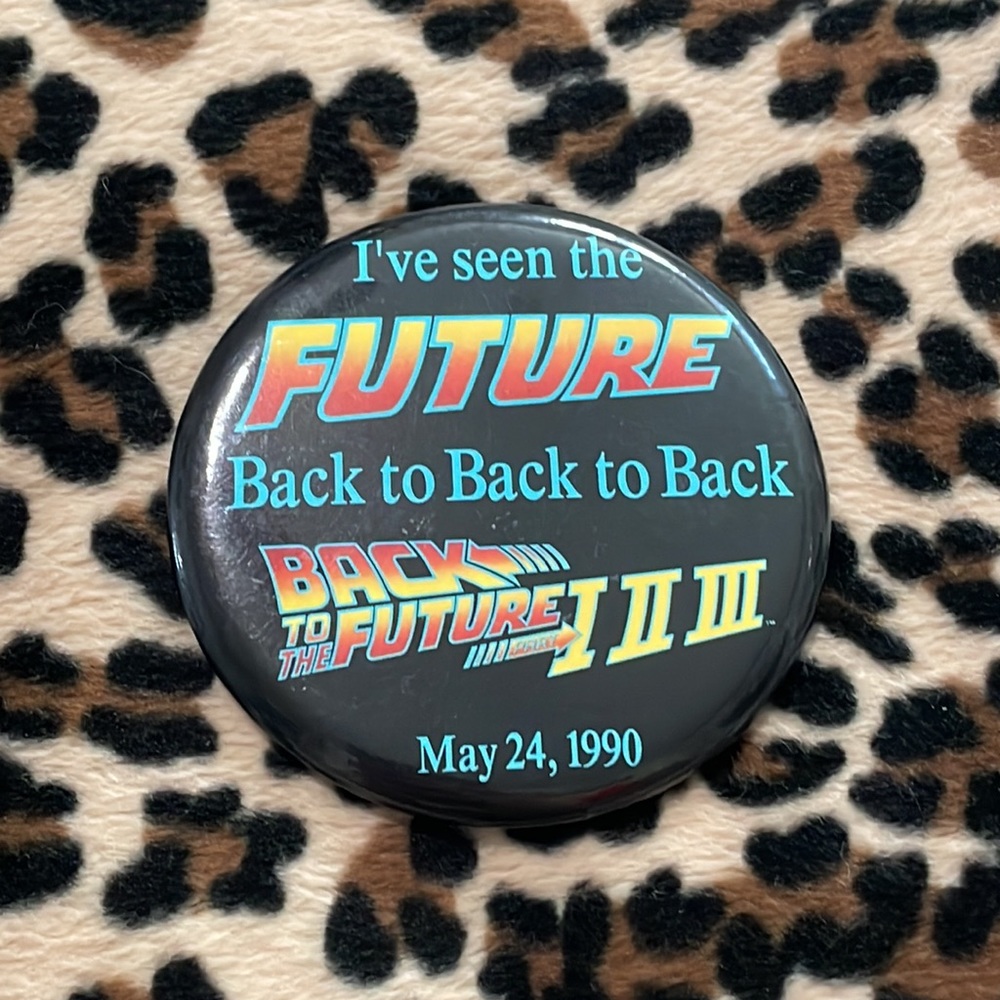 I've seen the
FUTURE
Back to Back to Back
BACK
TO THE FUTURE I II III
May 24, 1990